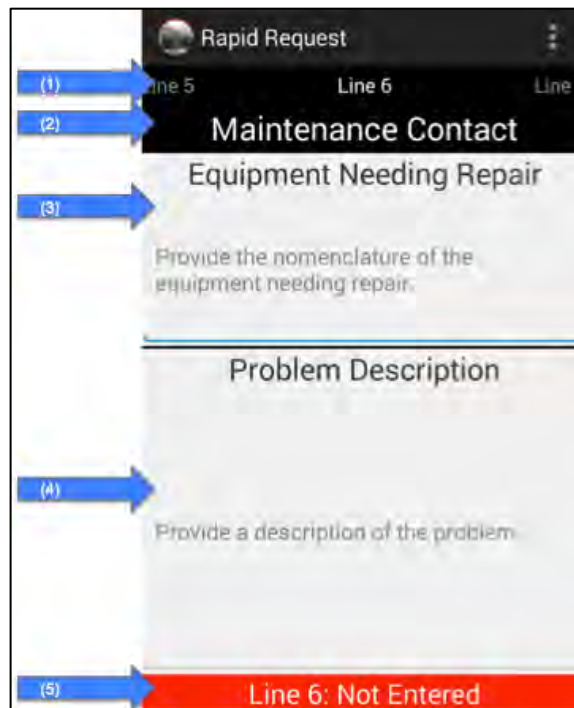 Rapid Request
(1)
ine 5 Line 6 Line
(2)
Maintenance Contact
Equipment Needing Repair
(3)
Provide the nomenclature of the
equipment needing repair.
Problem Description
(4)
Provide a description of the problem
(5)
Line 6: Not Entered